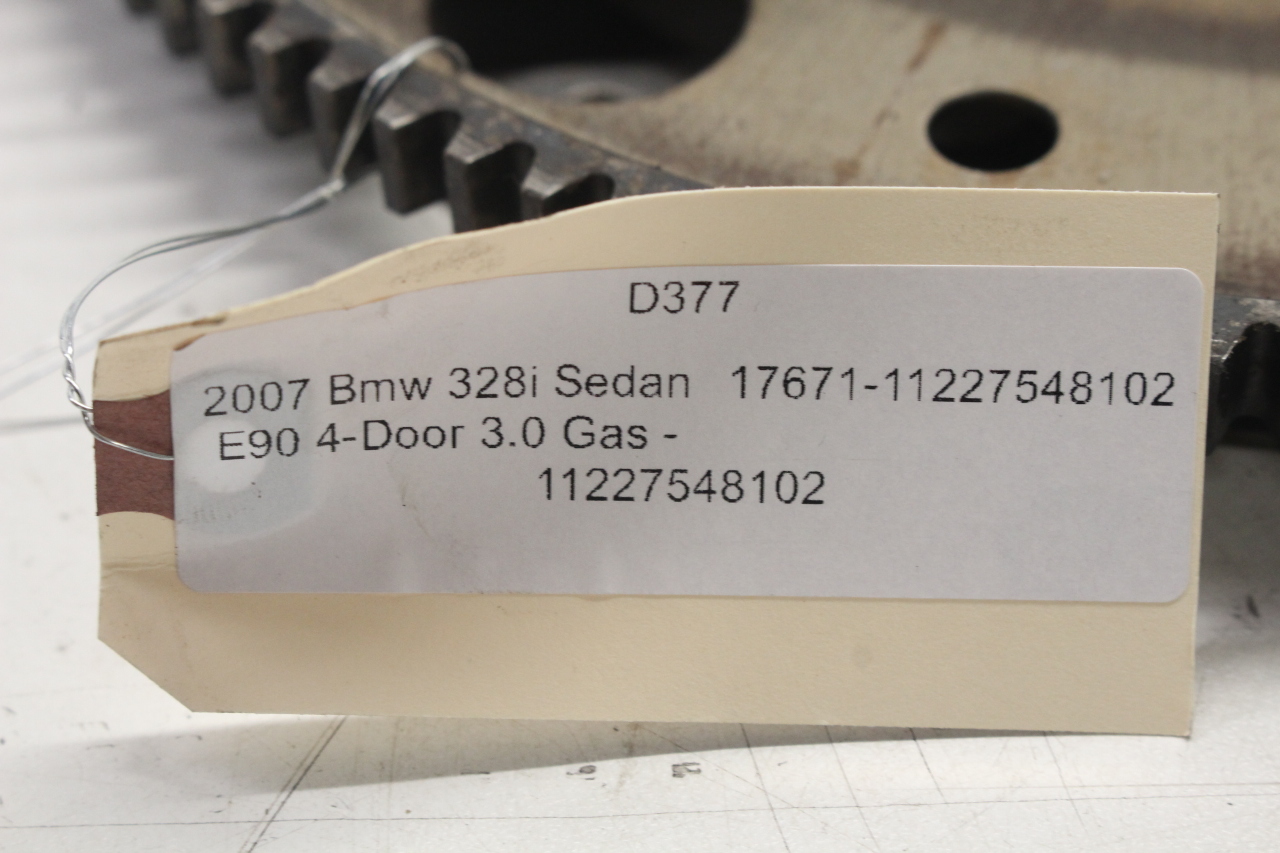 D377
2007 Bmw 328i Sedan 17671-11227548102
E90 4-Door 3.0 Gas -
11227548102